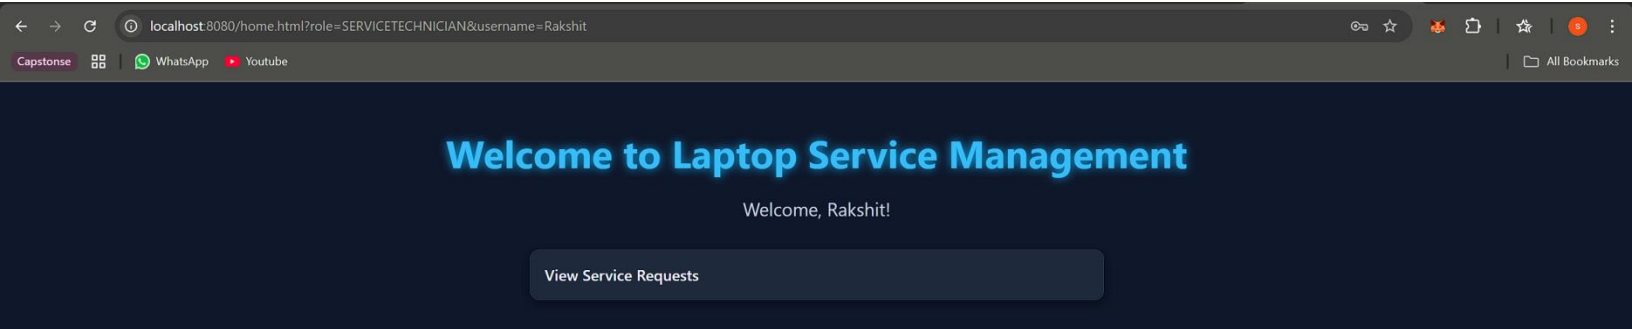 localhost:8080/home.html?role=SERVICETECHNICIAN&username=Rakshit
Capstonse WhatsApp Youtube All Bookmarks
Welcome to Laptop Service Management
Welcome, Rakshit!
View Service Requests